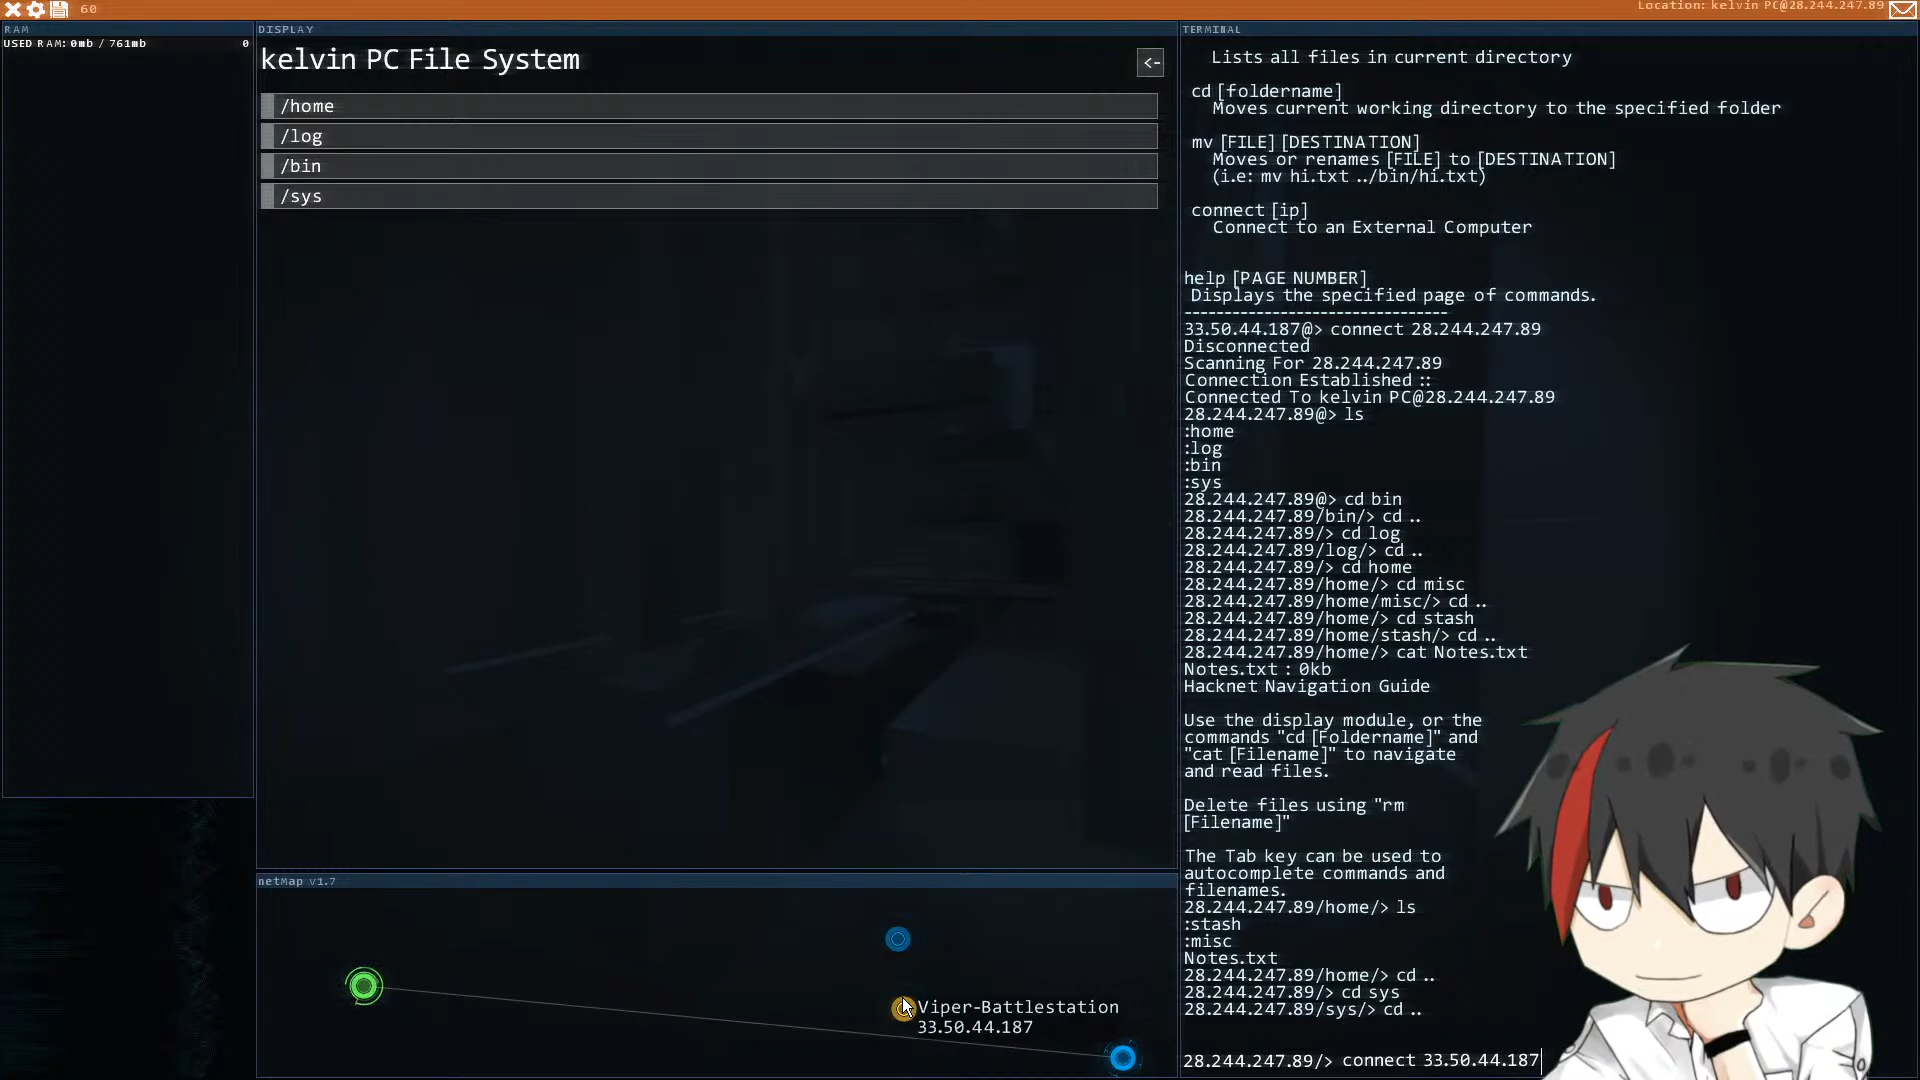 60
Location: kelvin PC@28.244.247.89
RAM
USED RAM: 0mb / 761mb 0
DISPLAY
kelvin PC File System
<-
/home
/log
/bin
/sys
netMap v1.7
Viper-Battlestation
33.50.44.187
TERMINAL
Lists all files in current directory
cd [foldername]
Moves current working directory to the specified folder
mv [FILE] [DESTINATION]
Moves or renames [FILE] to [DESTINATION]
(i.e: mv hi.txt ../bin/hi.txt)
connect [ip]
Connect to an External Computer
help [PAGE NUMBER]
Displays the specified page of commands.
---------------------------------
33.50.44.187@> connect 28.244.247.89
Disconnected
Scanning For 28.244.247.89
Connection Established ::
Connected To kelvin PC@28.244.247.89
28.244.247.89@> ls
:home
:log
:bin
:sys
28.244.247.89@> cd bin
28.244.247.89/bin/> cd ..
28.244.247.89/> cd log
28.244.247.89/log/> cd ..
28.244.247.89/> cd home
28.244.247.89/home/> cd misc
28.244.247.89/home/misc/> cd ..
28.244.247.89/home/> cd stash
28.244.247.89/home/stash/> cd ..
28.244.247.89/home/> cat Notes.txt
Notes.txt : 0kb
Hacknet Navigation Guide
Use the display module, or the
commands "cd [Foldername]" and
"cat [Filename]" to navigate
and read files.
Delete files using "rm
[Filename]"
The Tab key can be used to
autocomplete commands and
filenames.
28.244.247.89/home/> ls
:stash
:misc
Notes.txt
28.244.247.89/home/> cd ..
28.244.247.89/> cd sys
28.244.247.89/sys/> cd ..
28.244.247.89/> connect 33.50.44.187